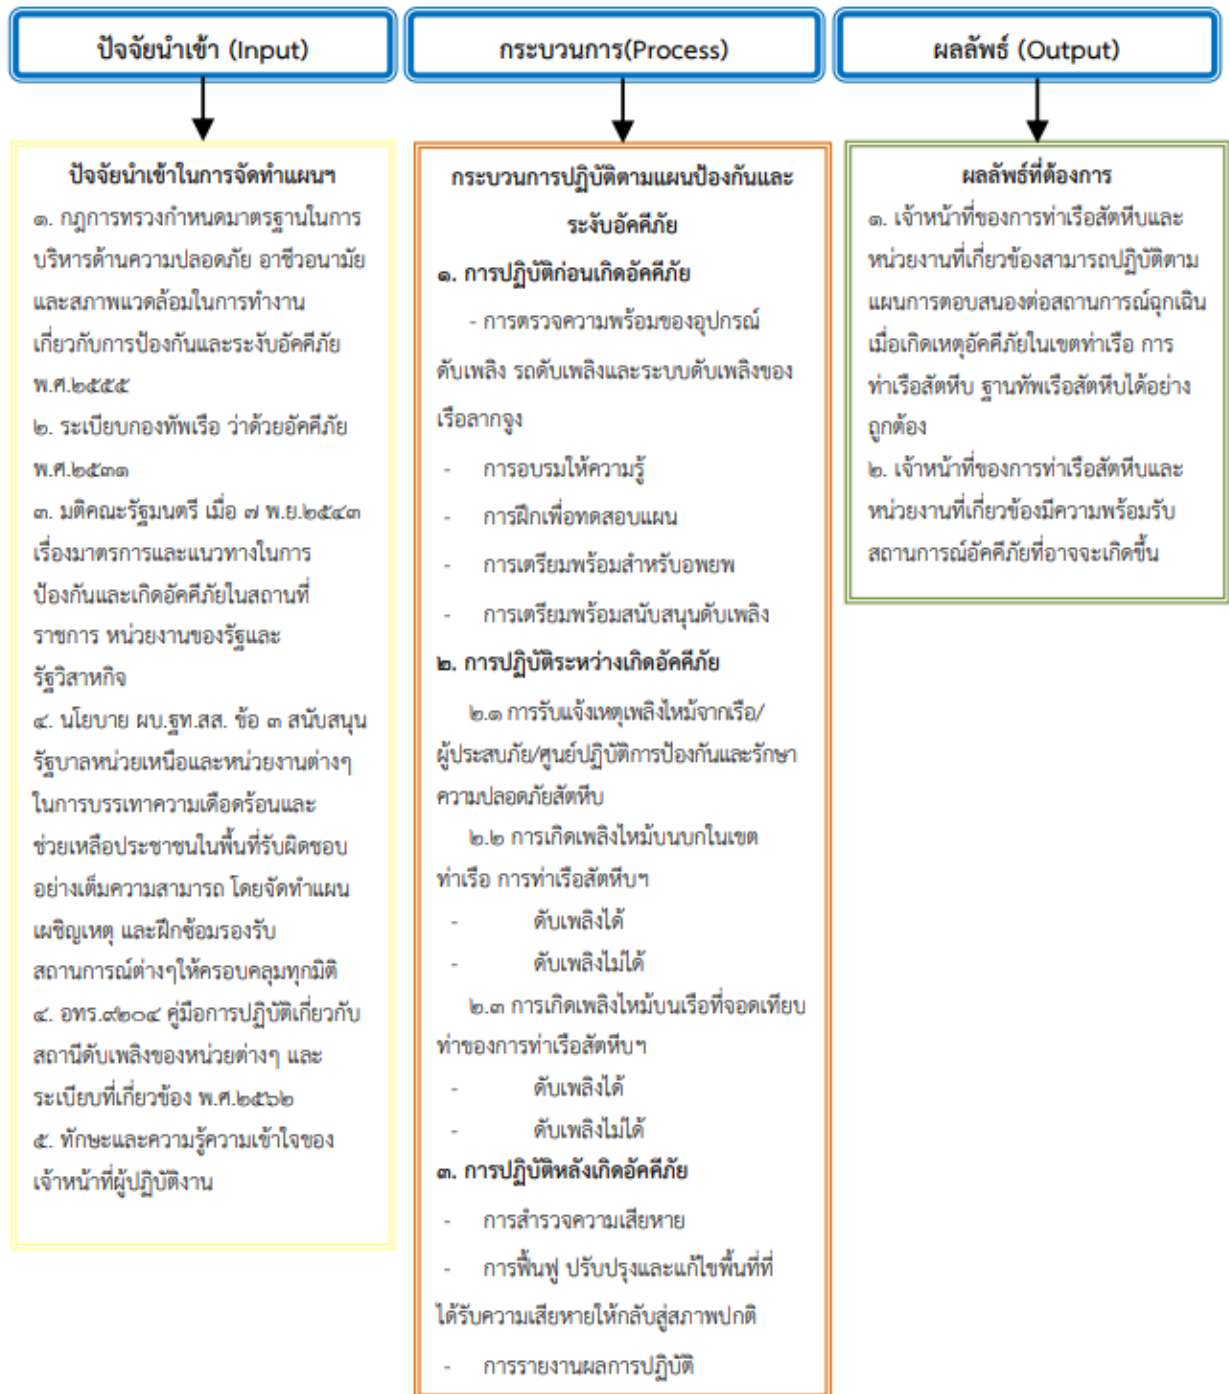 ปัจจัยนำเข้า (Input)
ปัจจัยนำเข้าในการจัดทำแผนฯ
๑. กฎการทรวงกำหนดมาตรฐานในการ
บริหารด้านความปลอดภัย อาชีวอนามัย
และสภาพแวดล้อมในการทำงาน
เกี่ยวกับการป้องกันและระงับอัคคีภัย
พ.ศ.๒๕๕๕
๒. ระเบียบกองทัพเรือ ว่าด้วยอัคคีภัย
พ.ศ.๒๕๓๑
๓. มติคณะรัฐมนตรี เมื่อ ๗ พ.ย.๒๕๔๓
เรื่องมาตรการและแนวทางในการ
ป้องกันและเกิดอัคคีภัยในสถานที่
ราชการ หน่วยงานของรัฐและ
รัฐวิสาหกิจ
๔. นโยบาย ผบ.ฐท.สส. ข้อ ๓ สนับสนุน
รัฐบาลหน่วยเหนือและหน่วยงานต่างๆ
ในการบรรเทาความเดือดร้อนและ
ช่วยเหลือประชาชนในพื้นที่รับผิดชอบ
อย่างเต็มความสามารถ โดยจัดทำแผน
เผชิญเหตุ และฝึกซ้อมรองรับ
สถานการณ์ต่างๆให้ครอบคลุมทุกมิติ
๔. อทร.๙๒๐๔ คู่มือการปฏิบัติเกี่ยวกับ
สถานีดับเพลิงของหน่วยต่างๆ และ
ระเบียบที่เกี่ยวข้อง พ.ศ.๒๕๖๒
๕. ทักษะและความรู้ความเข้าใจของ
เจ้าหน้าที่ผู้ปฏิบัติงาน
กระบวนการ(Process)
กระบวนการปฏิบัติตามแผนป้องกันและ
ระงับอัคคีภัย
๑. การปฏิบัติก่อนเกิดอัคคีภัย
- การตรวจความพร้อมของอุปกรณ์
ดับเพลิง รถดับเพลิงและระบบดับเพลิงของ
เรือลากจูง
- การอบรมให้ความรู้
- การฝึกเพื่อทดสอบแผน
- การเตรียมพร้อมสำหรับอพยพ
- การเตรียมพร้อมสนับสนุนดับเพลิง
๒. การปฏิบัติระหว่างเกิดอัคคีภัย
๒.๑ การรับแจ้งเหตุเพลิงไหม้จากเรือ/
ผู้ประสบภัย/ศูนย์ปฏิบัติการป้องกันและรักษา
ความปลอดภัยสัตหีบ
๒.๒ การเกิดเพลิงไหม้บนบกในเขต
ท่าเรือ การท่าเรือสัตหีบฯ
- ดับเพลิงได้
- ดับเพลิงไม่ได้
๒.๓ การเกิดเพลิงไหม้บนเรือที่จอดเทียบ
ท่าของการท่าเรือสัตหีบฯ
- ดับเพลิงได้
- ดับเพลิงไม่ได้
๓. การปฏิบัติหลังเกิดอัคคีภัย
- การสำรวจความเสียหาย
- การฟื้นฟู ปรับปรุงและแก้ไขพื้นที่ที่
ได้รับความเสียหายให้กลับสู่สภาพปกติ
- การรายงานผลการปฏิบัติ
ผลลัพธ์ (Output)
ผลลัพธ์ที่ต้องการ
๑. เจ้าหน้าที่ของการท่าเรือสัตหีบและ
หน่วยงานที่เกี่ยวข้องสามารถปฏิบัติตาม
แผนการตอบสนองต่อสถานการณ์ฉุกเฉิน
เมื่อเกิดเหตุอัคคีภัยในเขตท่าเรือ การ
ท่าเรือสัตหีบ ฐานทัพเรือสัตหีบได้อย่าง
ถูกต้อง
๒. เจ้าหน้าที่ของการท่าเรือสัตหีบและ
หน่วยงานที่เกี่ยวข้องมีความพร้อมรับ
สถานการณ์อัคคีภัยที่อาจจะเกิดขึ้น